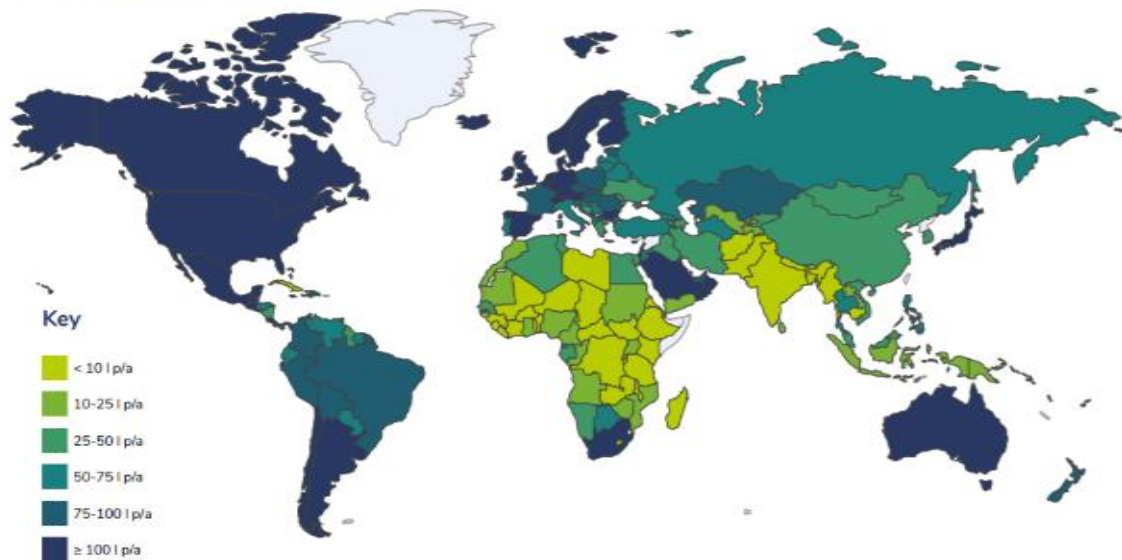 Key
< 10 l p/a
10-25 l p/a
25-50 l p/a
50-75 l p/a
75-100 l p/a
≥ 100 l p/a